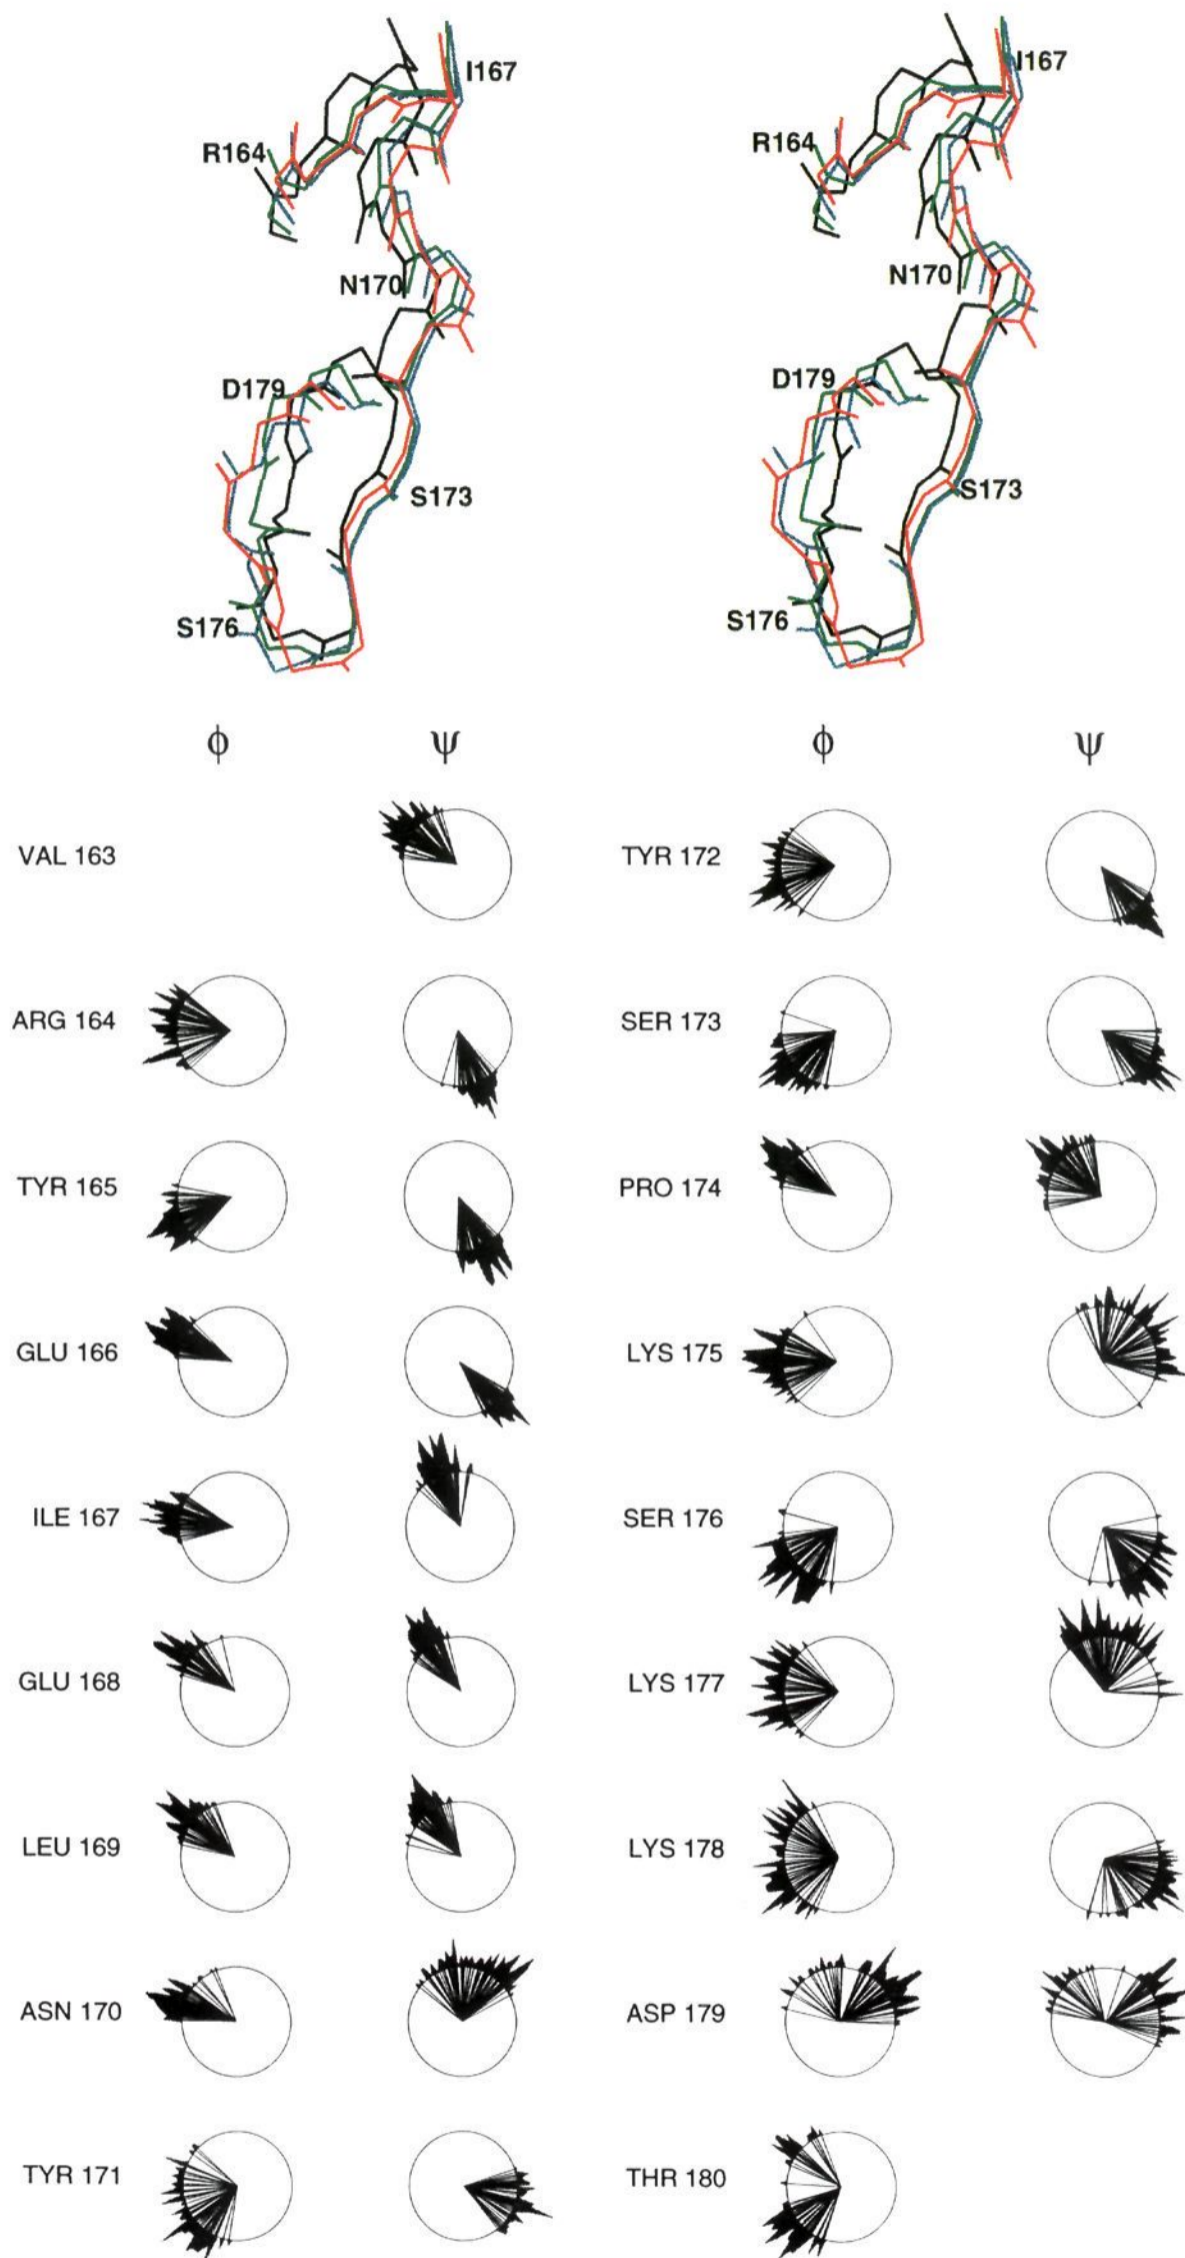 I167 I167
R164 R164
N170 N170
D179 D179
S173 S173
S176 S176
ϕ ψ ϕ ψ
VAL 163 TYR 172
ARG 164 SER 173
TYR 165 PRO 174
GLU 166 LYS 175
ILE 167 SER 176
GLU 168 LYS 177
LEU 169 LYS 178
ASN 170 ASP 179
TYR 171 THR 180